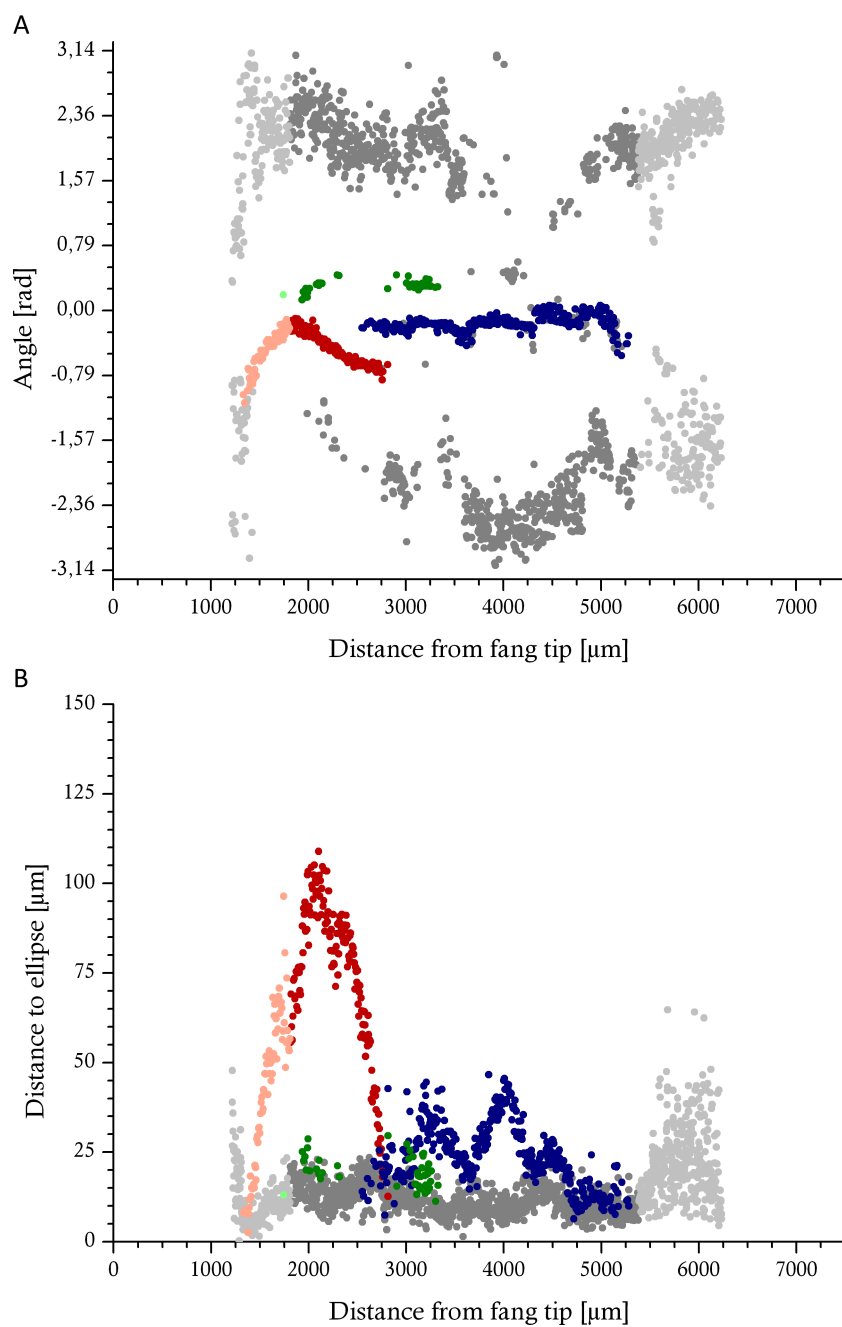 A
3,14
2,36
1,57
0,79
0,00
-0,79
-1,57
-2,36
-3,14
Angle [rad]
0 1000 2000 3000 4000 5000 6000 7000
Distance from fang tip [µm]
B
150
125
100
75
50
25
0
Distance to ellipse [µm]
0 1000 2000 3000 4000 5000 6000 7000
Distance from fang tip [µm]